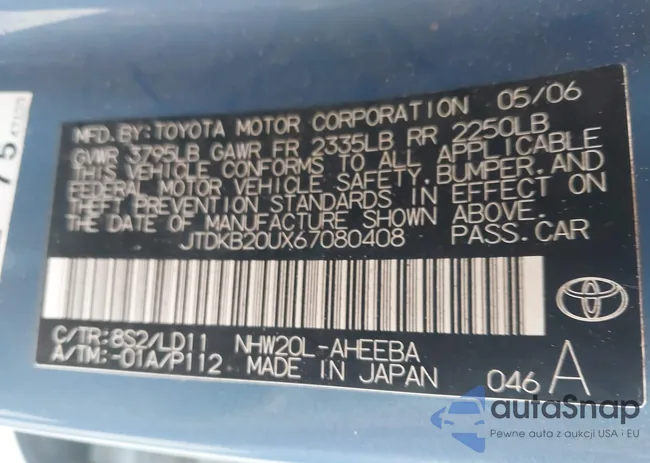 MFD. BY: TOYOTA MOTOR CORPORATION 05/06
GVWR 3795LB GAWR FR 2335LB RR 2250LB
THIS VEHICLE CONFORMS TO ALL APPLICABLE
FEDERAL MOTOR VEHICLE SAFETY, BUMPER, AND
THEFT PREVENTION STANDARDS IN EFFECT ON
THE DATE OF MANUFACTURE SHOWN ABOVE.
JTDKB20UX67080408 PASS. CAR
C/TR: 8S2/LD11 NHW20L-AHEEBA
A/TM: -01A/P112 MADE IN JAPAN 046 A
autoSnap
Pewne auta z aukcji USA i EU